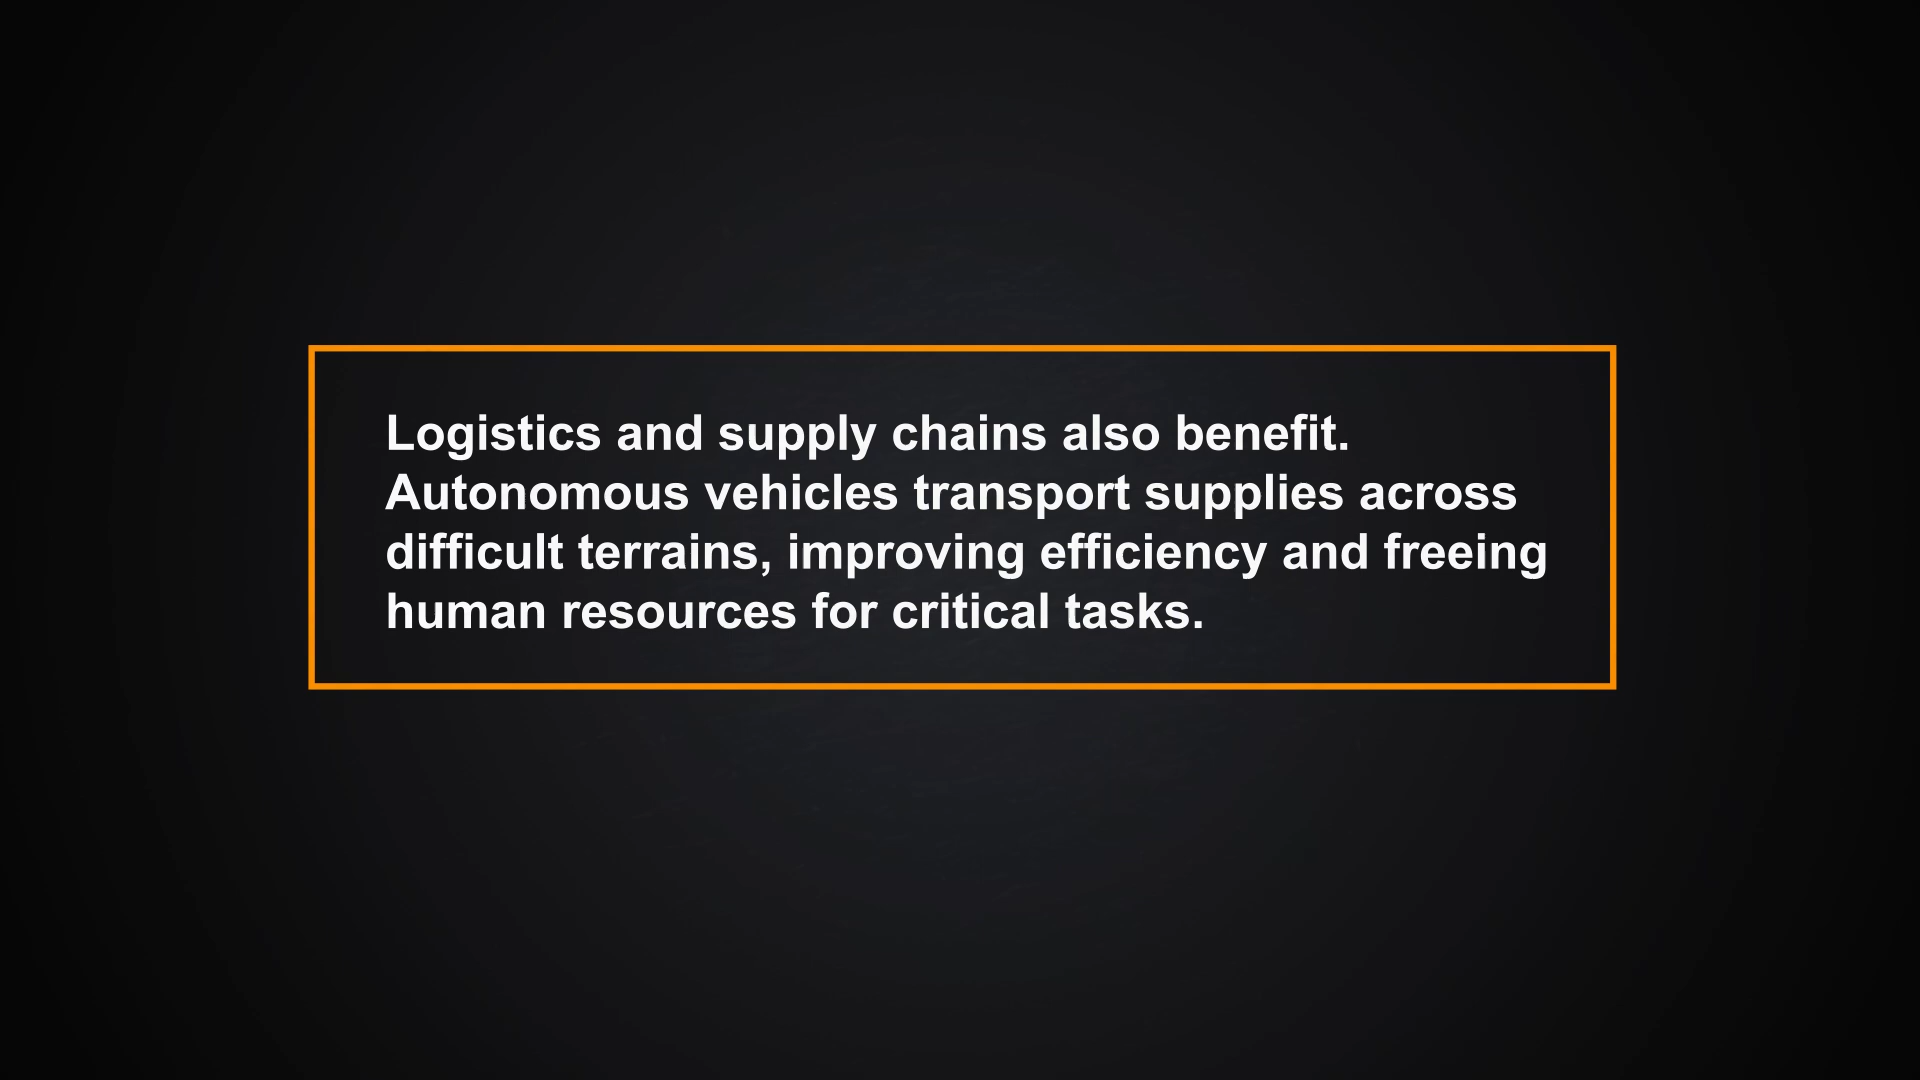 Logistics and supply chains also benefit.
Autonomous vehicles transport supplies across
difficult terrains, improving efficiency and freeing
human resources for critical tasks.